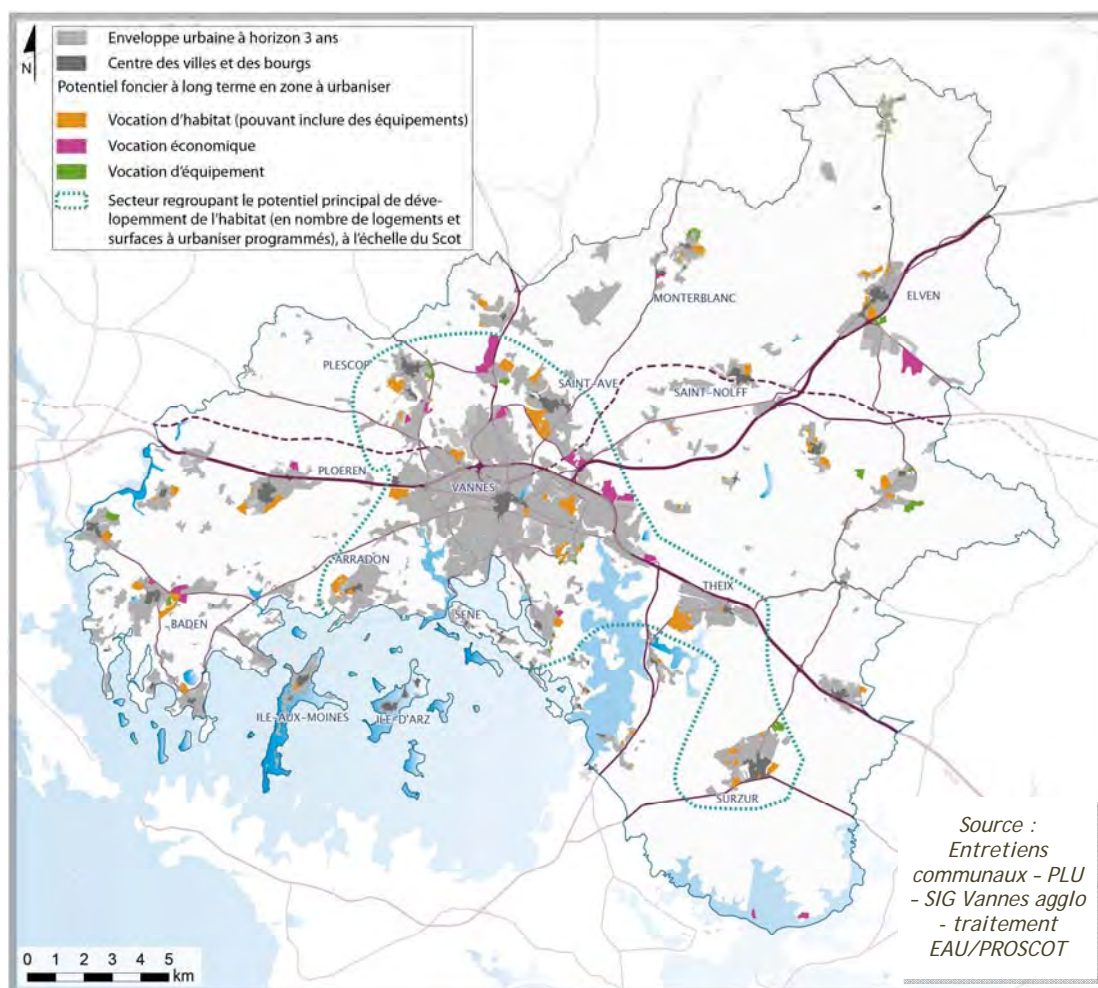 N
Enveloppe urbaine à horizon 3 ans
Centre des villes et des bourgs
Potentiel foncier à long terme en zone à urbaniser
Vocation d'habitat (pouvant inclure des équipements)
Vocation économique
Vocation d'équipement
Secteur regroupant le potentiel principal de déve-
lopemment de l'habitat (en nombre de logements et
surfaces à urbaniser programmés), à l'échelle du Scot
MONTERBLANC
ELVEN
PLESCOP
SAINT-AVE
SAINT-NOLFF
PLOEREN
VANNES
ARRADON
THEIX
SENE
BADEN
ILE-AUX-MOINES
ILE-D'ARZ
SURZUR
Source :
Entretiens
communaux – PLU
– SIG Vannes agglo
- traitement
EAU/PROSCOT
0 1 2 3 4 5
km